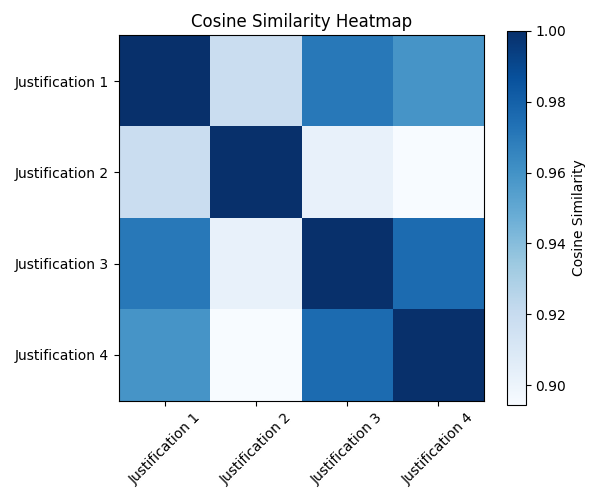 Cosine Similarity Heatmap
Justification 1
Justification 2
Justification 3
Justification 4
Justification 1
Justification 2
Justification 3
Justification 4
1.00
0.98
0.96
0.94
0.92
0.90
Cosine Similarity